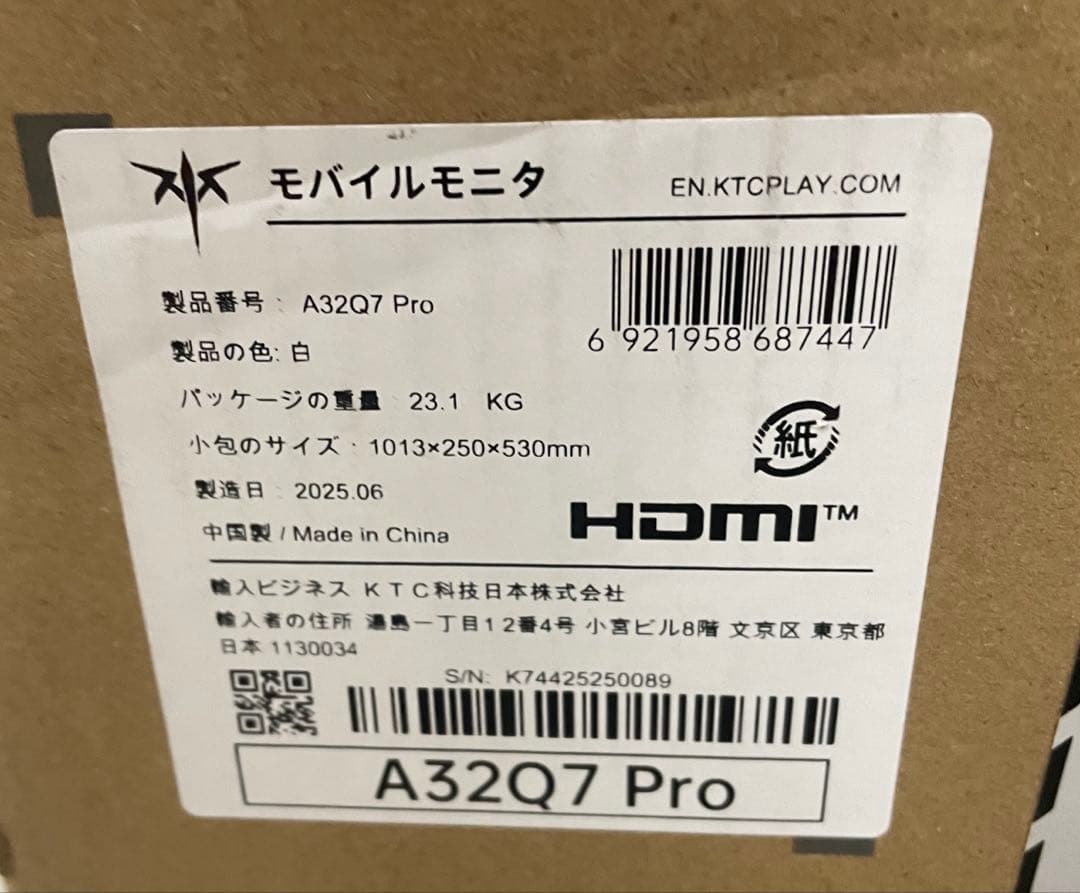 モバイルモニタ
EN.KTCPLAY.COM
製品番号: A32Q7 Pro
製品の色: 白
パッケージの重量 23.1 KG
小包のサイズ: 1013×250×530mm
製造日: 2025.06
中国製 / Made in China
6 921958 687447
紙
HDMI™
輸入ビジネス KTC科技日本株式会社
輸入者の住所 湯島一丁目12番4号 小宮ビル8階 文京区 東京都
日本 1130034
S/N: K74425250089
A32Q7 Pro